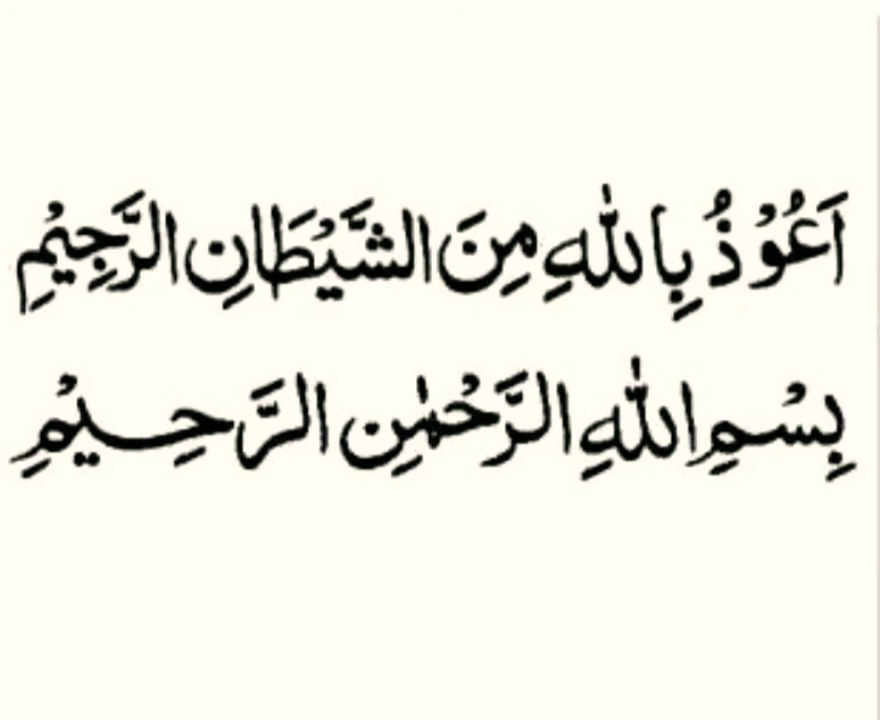 اَعُوْذُ بِاللّٰهِ مِنَ الشَّيْطَانِ الرَّجِيْمِ
بِسْمِ اللّٰهِ الرَّحْمٰنِ الرَّحِيْمِ